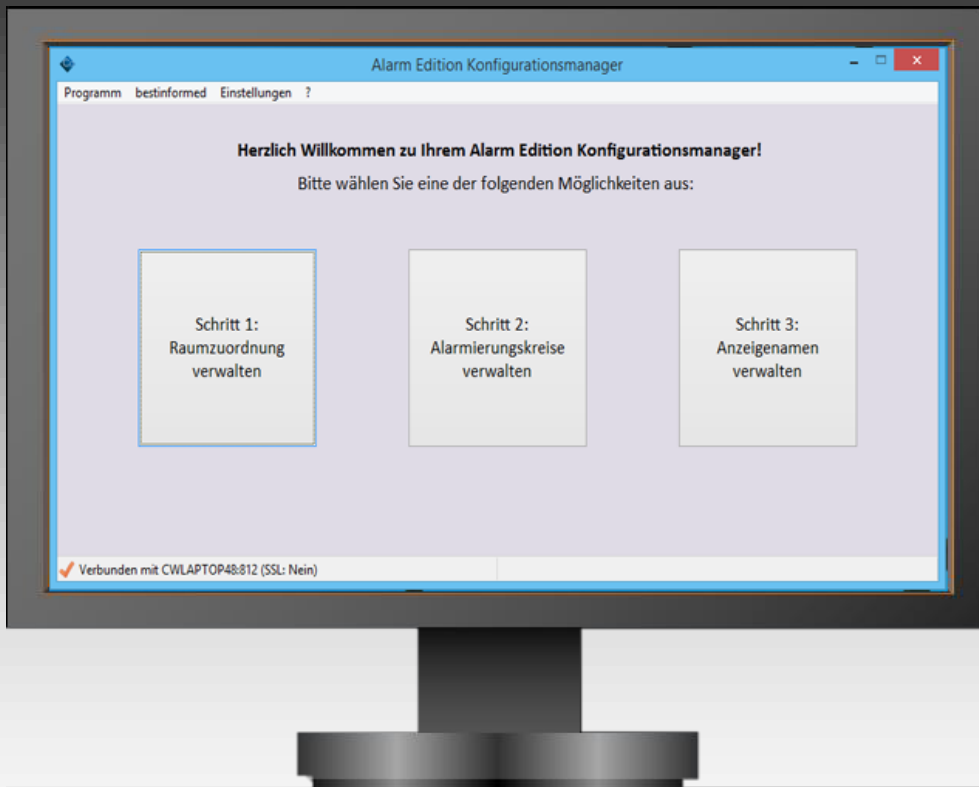 Alarm Edition Konfigurationsmanager
Programm bestinformed Einstellungen ?
Herzlich Willkommen zu Ihrem Alarm Edition Konfigurationsmanager!
Bitte wählen Sie eine der folgenden Möglichkeiten aus:
Schritt 1:
Raumzuordnung
verwalten
Schritt 2:
Alarmierungskreise
verwalten
Schritt 3:
Anzeigenamen
verwalten
Verbunden mit CWLAPTOP48:812 (SSL: Nein)